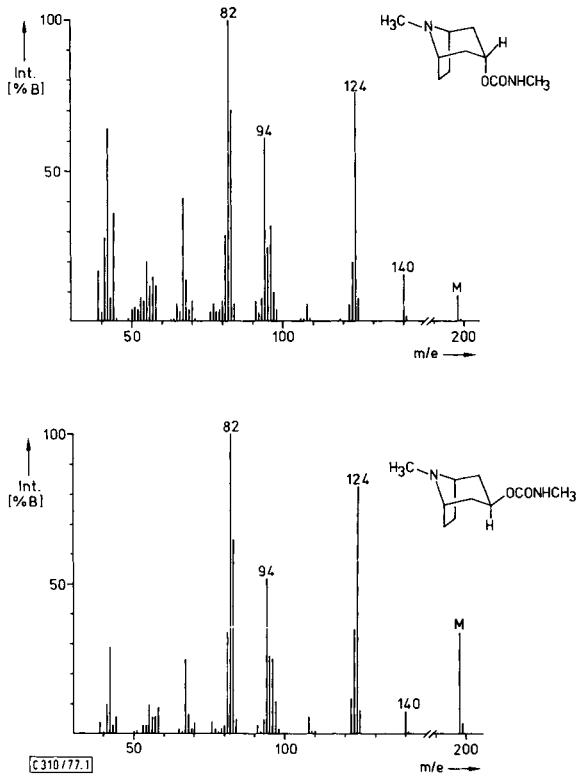 100
82
H₃C
N
H
OCONHCH₃
Int.
[%B]
124
94
50
140
M
50
100
200
m/e
100
82
H₃C
N
OCONHCH₃
H
Int.
[%B]
124
94
50
140
M
50
100
200
m/e
C310/77.1